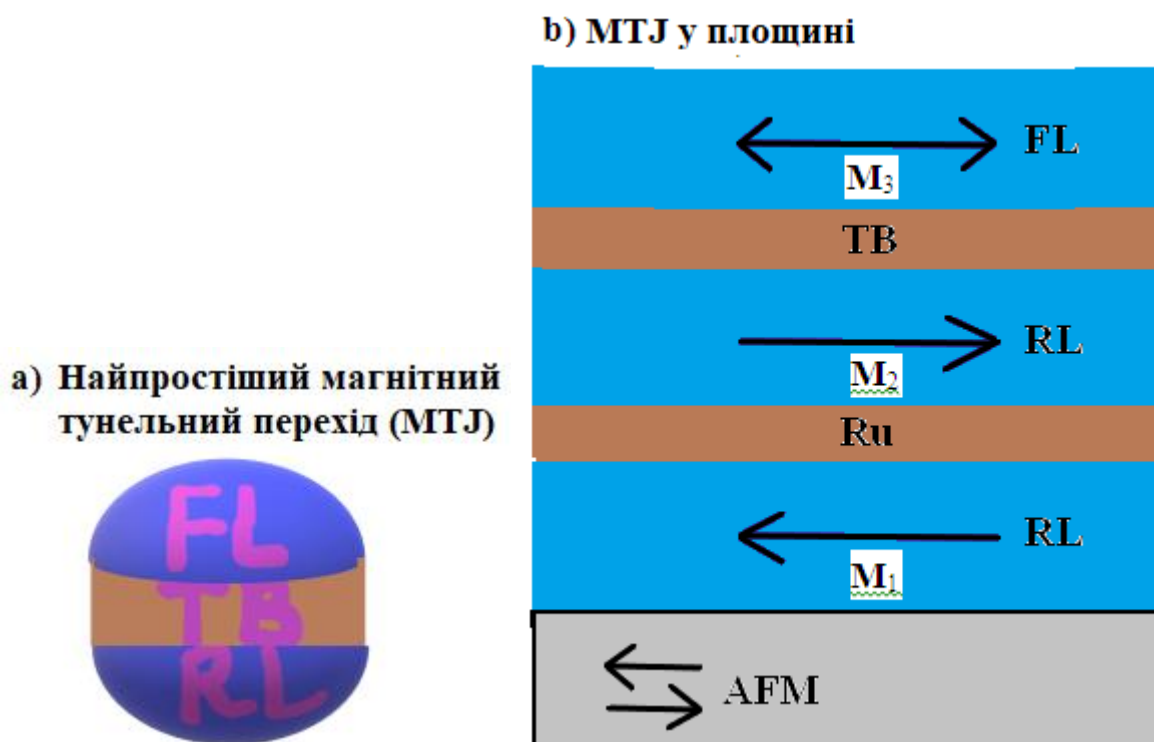 b) MTJ у площині
FL
M₃
TB
RL
M₂
Ru
RL
M₁
AFM
a) Найпростіший магнітний
тунельний перехід (MTJ)
FL
TB
RL